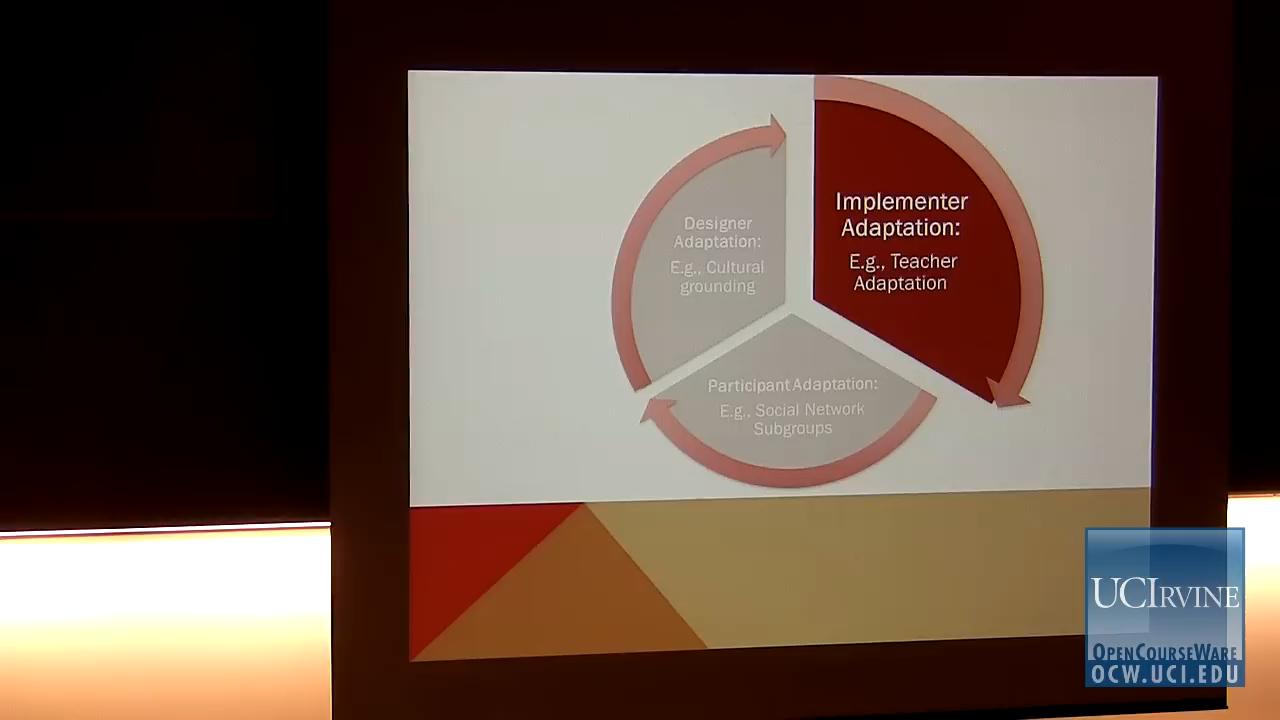 Designer
Adaptation:
E.g., Cultural
grounding
Implementer
Adaptation:
E.g., Teacher
Adaptation
Participant Adaptation:
E.g., Social Network
Subgroups
UCIRVINE
OPENCOURSEWARE
OCW.UCI.EDU